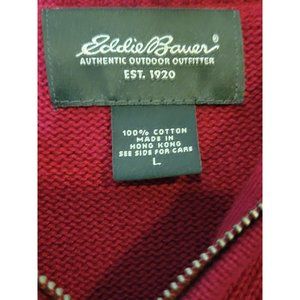 Eddie Bauer®
AUTHENTIC OUTDOOR OUTFITTER
EST. 1920
100% COTTON
MADE IN
HONG KONG
SEE SIDE FOR CARE
L